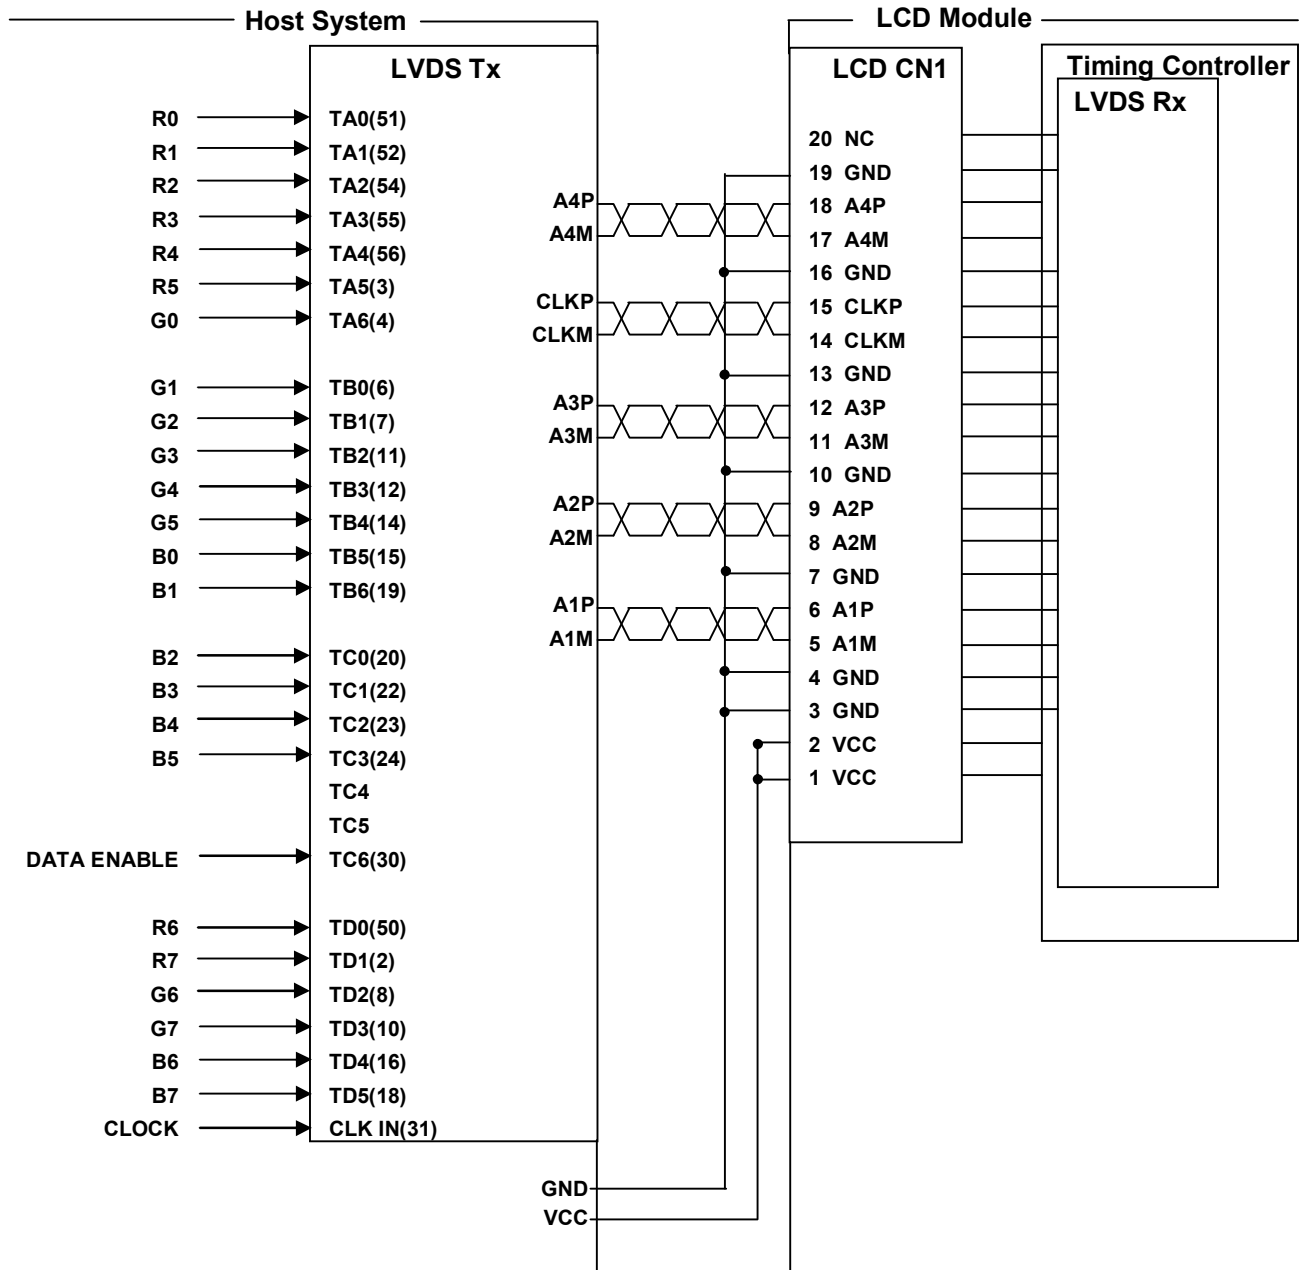 Host System
LCD Module
LVDS Tx
LCD CN1
Timing Controller
LVDS Rx
R0 TA0(51)
R1 TA1(52)
R2 TA2(54)
R3 TA3(55)
R4 TA4(56)
R5 TA5(3)
G0 TA6(4)
G1 TB0(6)
G2 TB1(7)
G3 TB2(11)
G4 TB3(12)
G5 TB4(14)
B0 TB5(15)
B1 TB6(19)
B2 TC0(20)
B3 TC1(22)
B4 TC2(23)
B5 TC3(24)
TC4
TC5
DATA ENABLE TC6(30)
R6 TD0(50)
R7 TD1(2)
G6 TD2(8)
G7 TD3(10)
B6 TD4(16)
B7 TD5(18)
CLOCK CLK IN(31)
A4P
A4M
CLKP
CLKM
A3P
A3M
A2P
A2M
A1P
A1M
GND
VCC
20 NC
19 GND
18 A4P
17 A4M
16 GND
15 CLKP
14 CLKM
13 GND
12 A3P
11 A3M
10 GND
9 A2P
8 A2M
7 GND
6 A1P
5 A1M
4 GND
3 GND
2 VCC
1 VCC